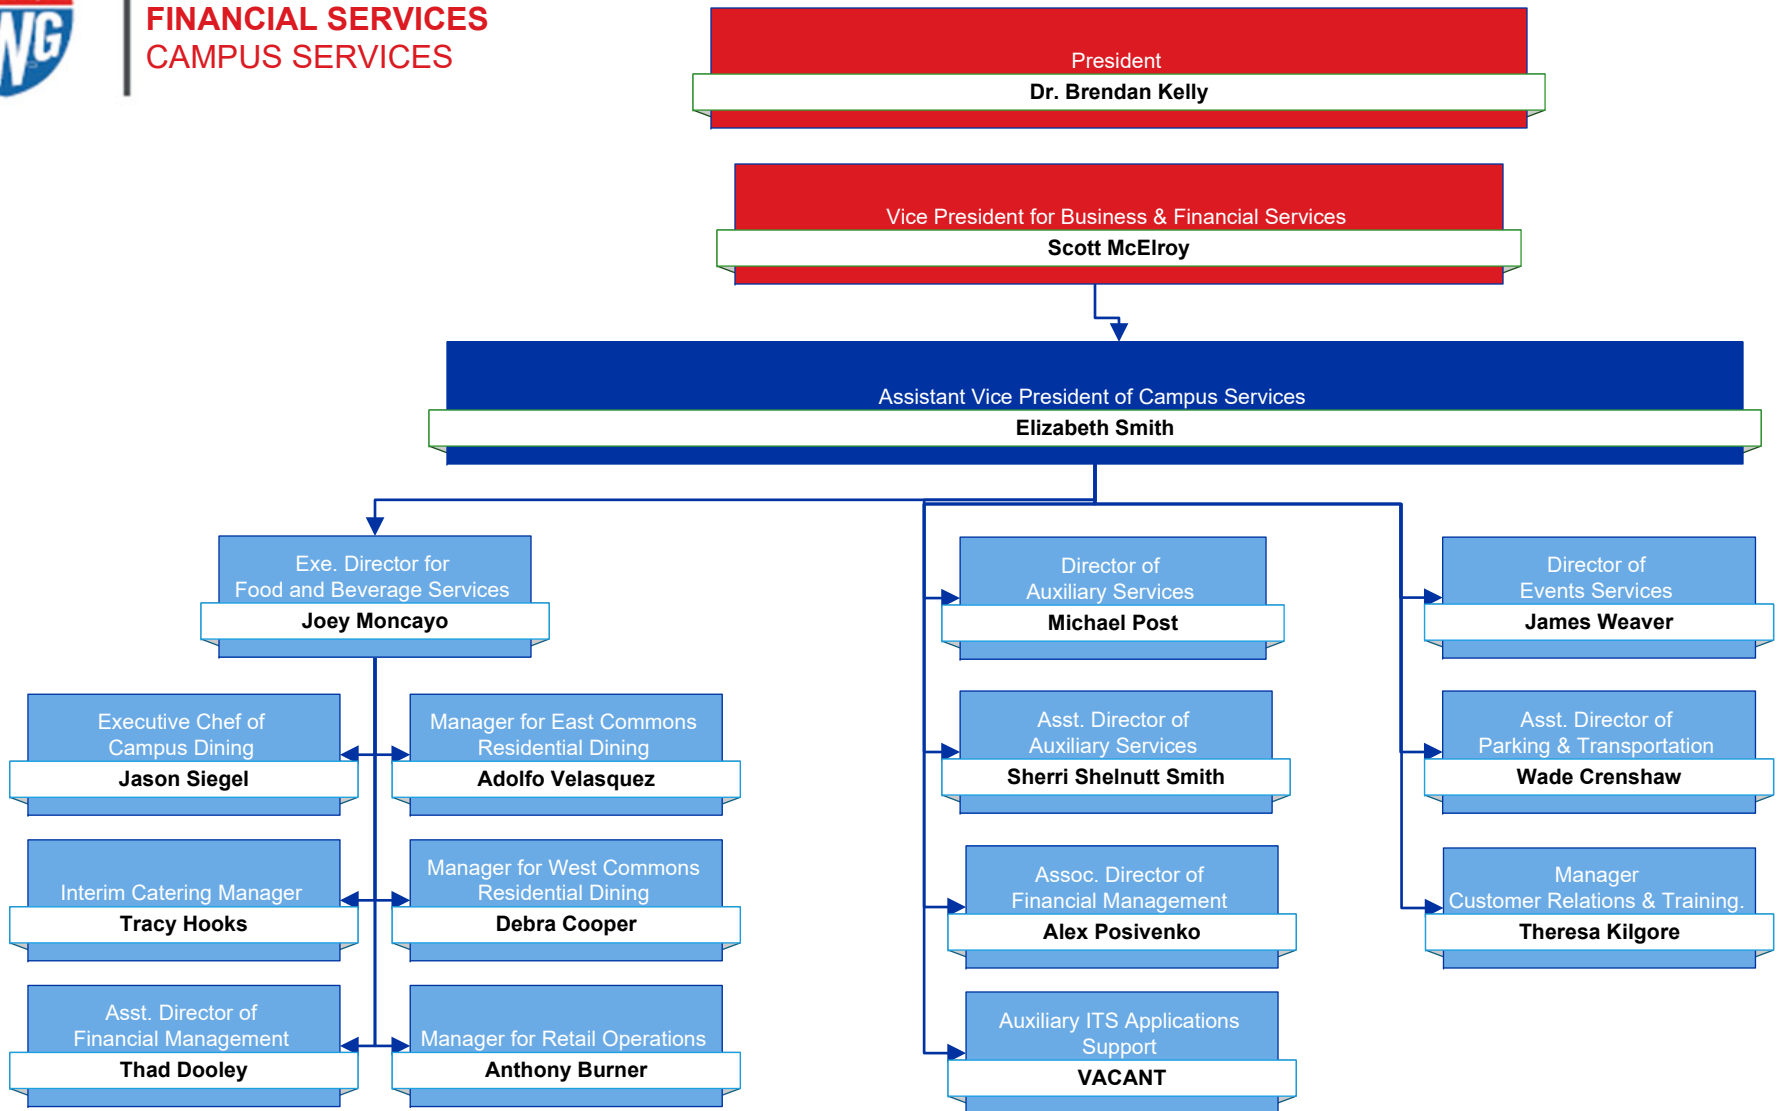 WG
FINANCIAL SERVICES
CAMPUS SERVICES
President
Dr. Brendan Kelly
Vice President for Business & Financial Services
Scott McElroy
Assistant Vice President of Campus Services
Elizabeth Smith
Exe. Director for
Food and Beverage Services
Joey Moncayo
Director of
Auxiliary Services
Michael Post
Director of
Events Services
James Weaver
Executive Chef of
Campus Dining
Jason Siegel
Manager for East Commons
Residential Dining
Adolfo Velasquez
Asst. Director of
Auxiliary Services
Sherri Shelnutt Smith
Asst. Director of
Parking & Transportation
Wade Crenshaw
Interim Catering Manager
Tracy Hooks
Manager for West Commons
Residential Dining
Debra Cooper
Assoc. Director of
Financial Management
Alex Posivenko
Manager
Customer Relations & Training.
Theresa Kilgore
Asst. Director of
Financial Management
Thad Dooley
Manager for Retail Operations
Anthony Burner
Auxiliary ITS Applications
Support
VACANT